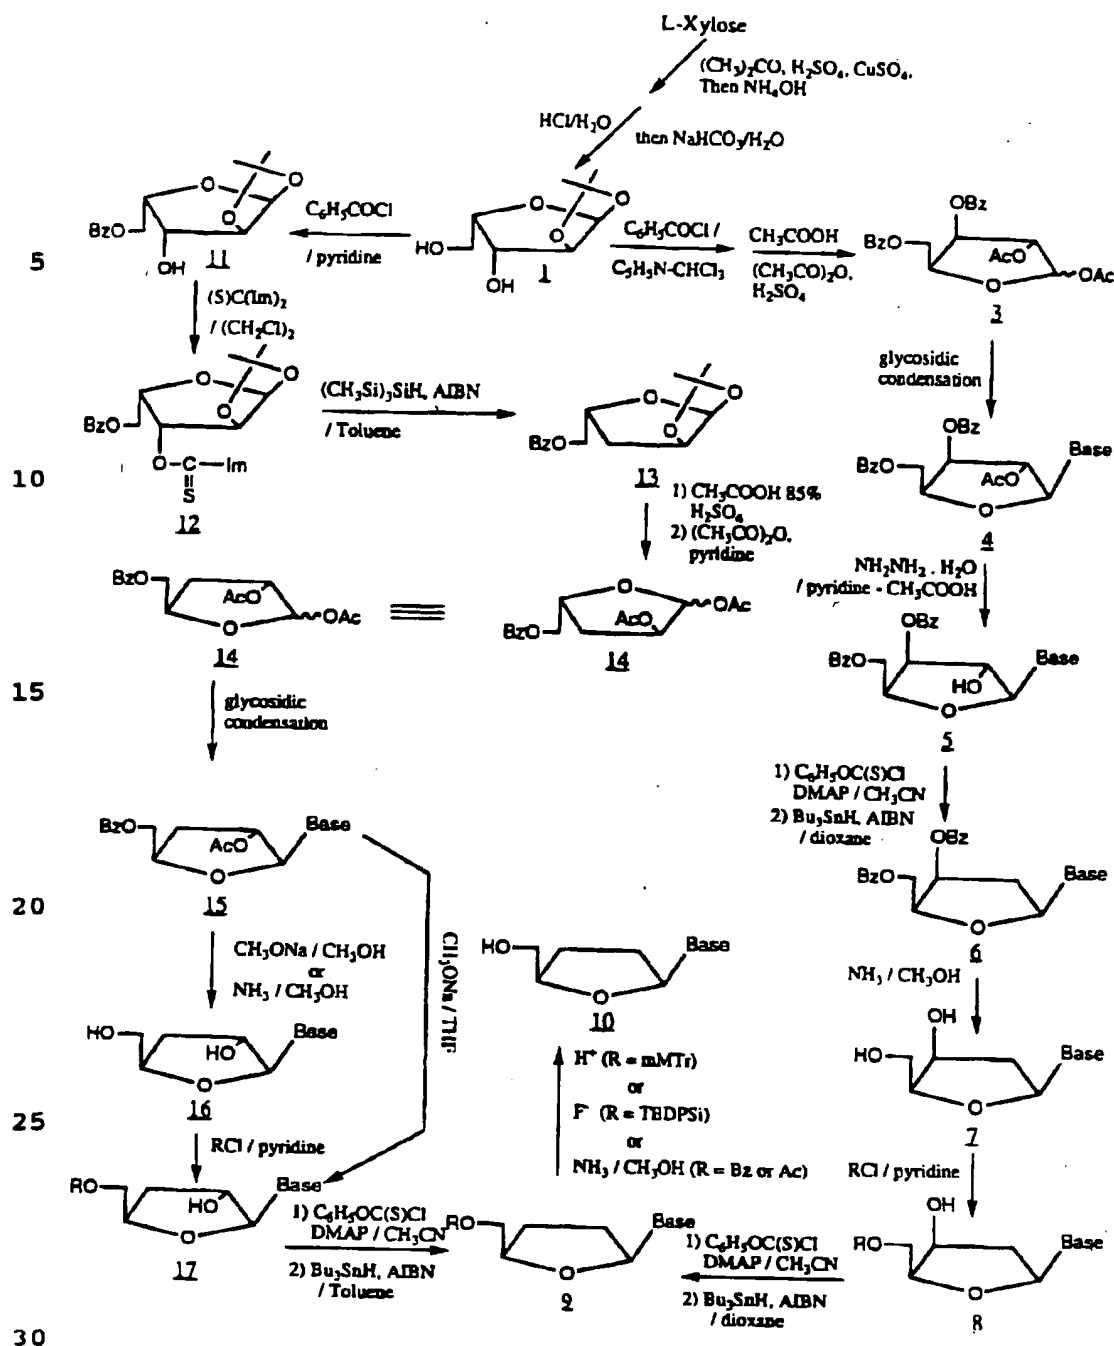 L-Xylose
(CH₃)₂CO, H₂SO₄, CuSO₄,
Then NH₄OH
HCl/H₂O
then NaHCO₃/H₂O
O
O
O
BzO
OH
11
C₆H₅COCl
/ pyridine
O
O
O
HO
OH
1
C₆H₅COCl /
C₅H₅N-CHCl₃
CH₃COOH
(CH₃CO)₂O,
H₂SO₄
OBz
BzO
AcO
O
OAc
3
5
(S)C(Im)₂
/ (CH₂Cl)₂
glycosidic
condensation
O
O
O
BzO
O-C-Im
S
12
(CH₃Si)₃SiH, AIBN
/ Toluene
O
O
O
BzO
13
OBz
BzO
AcO
Base
O
4
10
1) CH₃COOH 85%
H₂SO₄
2) (CH₃CO)₂O,
pyridine
NH₂NH₂ . H₂O
/ pyridine - CH₃COOH
BzO
AcO
O
OAc
14
O
AcO
OAc
BzO
14
OBz
BzO
HO
Base
O
5
15
glycosidic
condensation
1) C₆H₅OC(S)Cl
DMAP / CH₃CN
2) Bu₃SnH, AIBN
/ dioxane
BzO
AcO
Base
O
15
OBz
BzO
Base
O
6
20
CH₃ONa / CH₃OH
or
NH₃ / CH₃OH
CH₃ONa / THF
HO
Base
O
10
NH₃ / CH₃OH
HO
HO
Base
O
16
H⁺ (R = mMTr)
or
F⁻ (R = TBDPSi)
or
NH₃ / CH₃OH (R = Bz or Ac)
OH
HO
Base
O
7
25
RCl / pyridine
RCl / pyridine
RO
HO
Base
O
17
1) C₆H₅OC(S)Cl
DMAP / CH₃CN
2) Bu₃SnH, AIBN
/ Toluene
RO
Base
O
9
1) C₆H₅OC(S)Cl
DMAP / CH₃CN
2) Bu₃SnH, AIBN
/ dioxane
OH
RO
Base
O
8
30